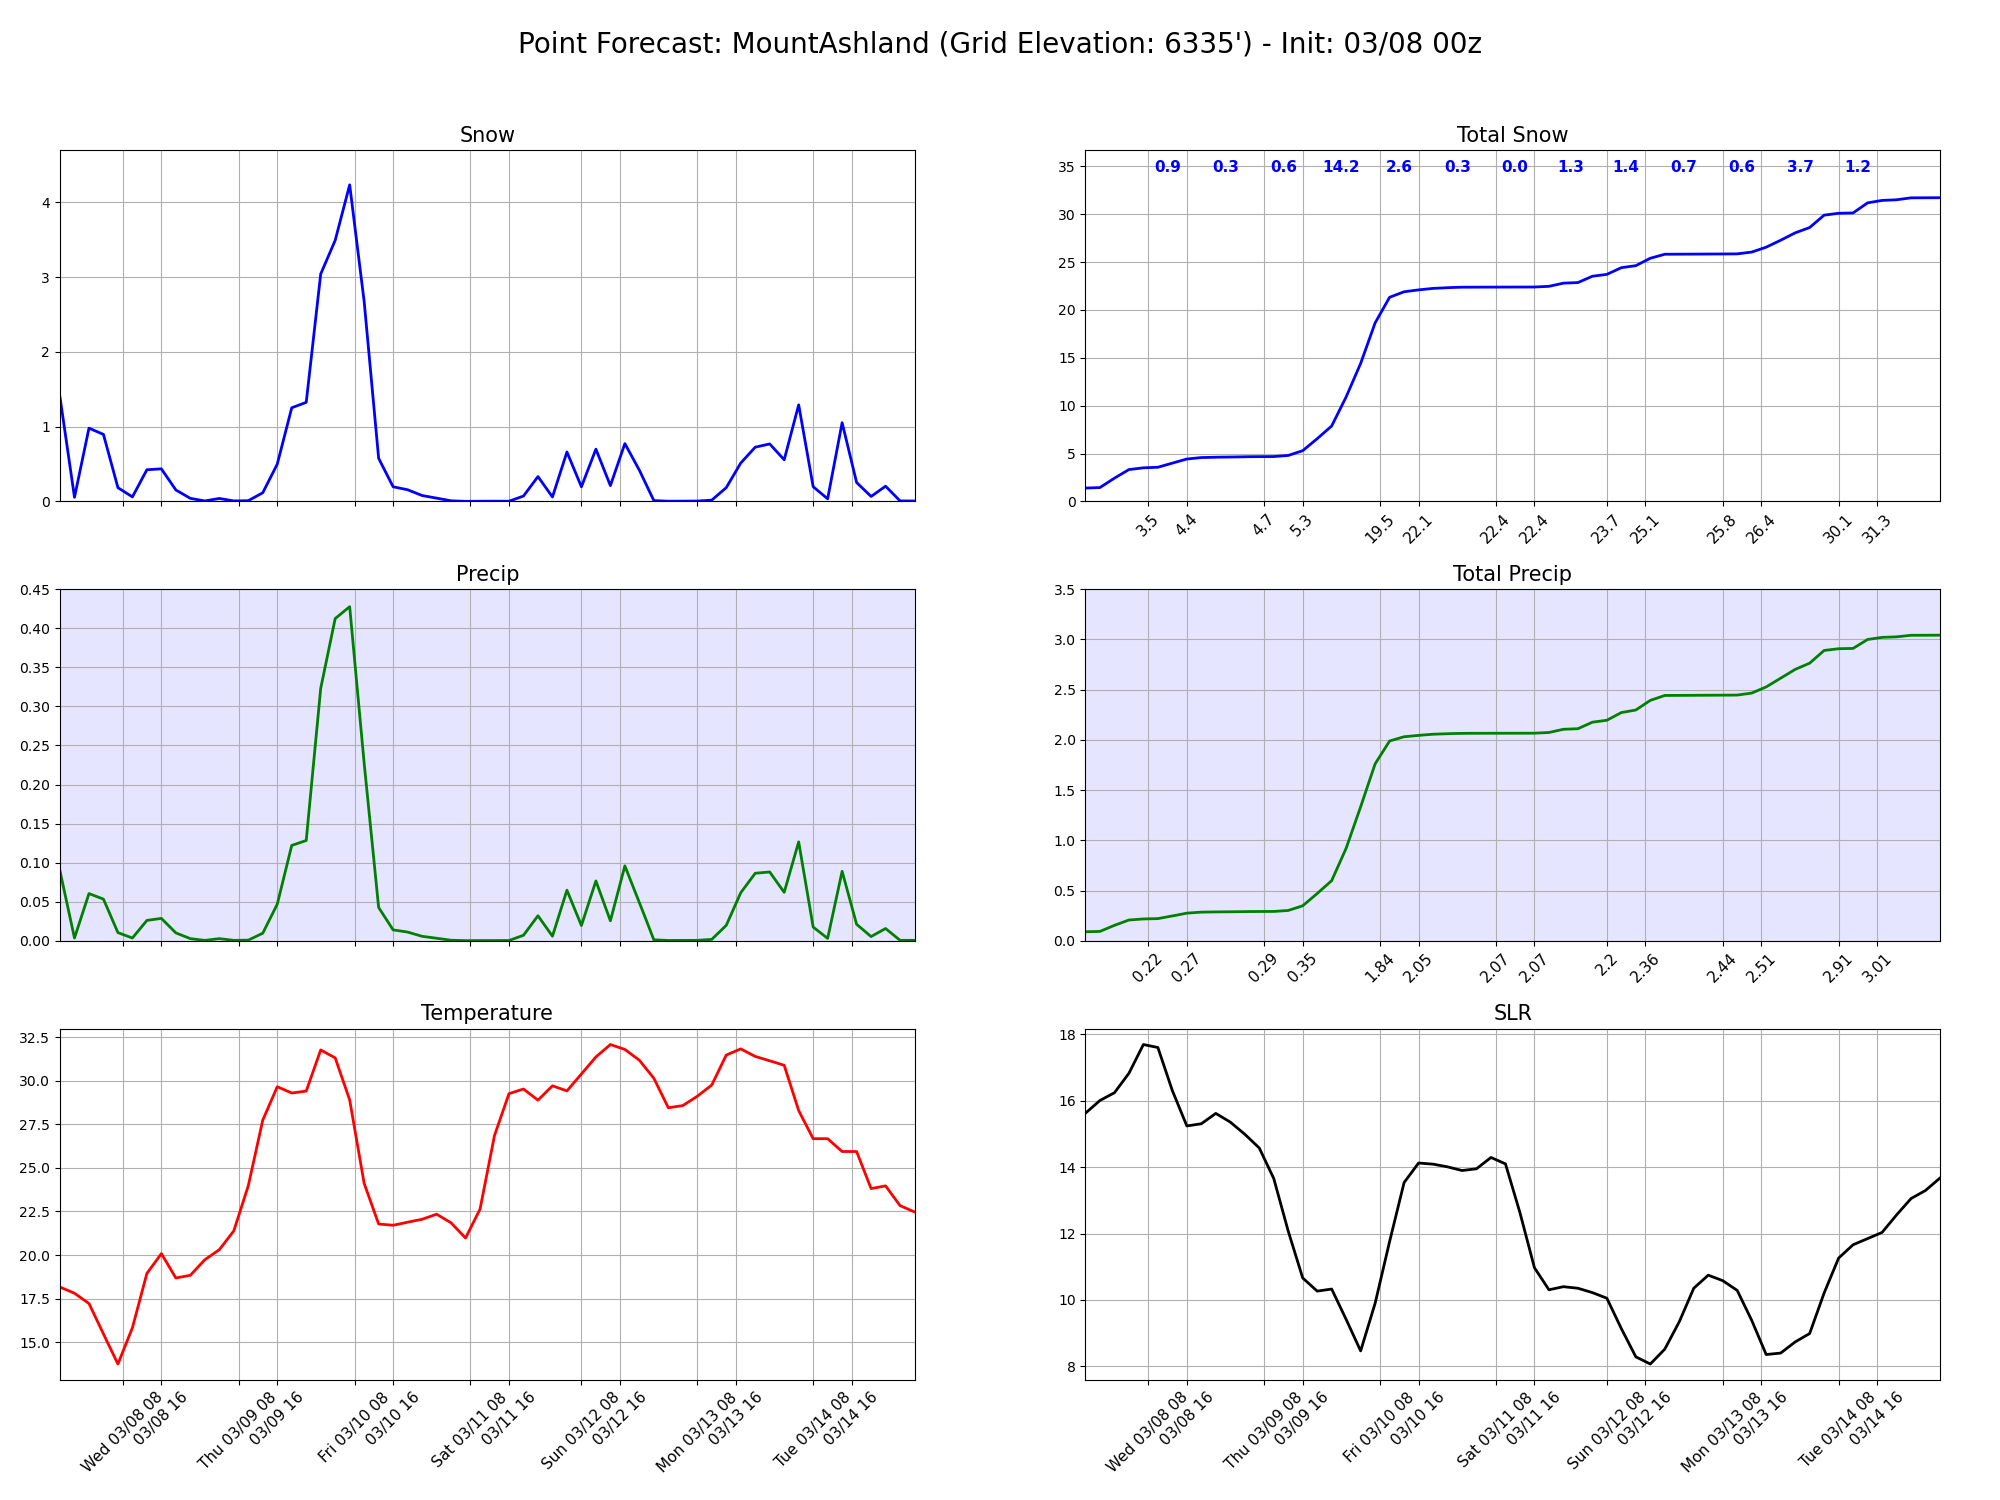 Point Forecast: MountAshland (Grid Elevation: 6335') - Init: 03/08 00z
Snow
4
3
2
1
0
Total Snow
0.9 0.3 0.6 14.2 2.6 0.3 0.0 1.3 1.4 0.7 0.6 3.7 1.2
35
30
25
20
15
10
5
0
3.5 4.4 4.7 5.3 19.5 22.1 22.4 22.4 23.7 25.1 25.8 26.4 30.1 31.3
Precip
0.45
0.40
0.35
0.30
0.25
0.20
0.15
0.10
0.05
0.00
Total Precip
3.5
3.0
2.5
2.0
1.5
1.0
0.5
0.0
0.22 0.27 0.29 0.35 1.84 2.05 2.07 2.07 2.2 2.36 2.44 2.51 2.91 3.01
Temperature
32.5
30.0
27.5
25.0
22.5
20.0
17.5
15.0
Wed 03/08 08
03/08 16
Thu 03/09 08
03/09 16
Fri 03/10 08
03/10 16
Sat 03/11 08
03/11 16
Sun 03/12 08
03/12 16
Mon 03/13 08
03/13 16
Tue 03/14 08
03/14 16
SLR
18
16
14
12
10
8
Wed 03/08 08
03/08 16
Thu 03/09 08
03/09 16
Fri 03/10 08
03/10 16
Sat 03/11 08
03/11 16
Sun 03/12 08
03/12 16
Mon 03/13 08
03/13 16
Tue 03/14 08
03/14 16